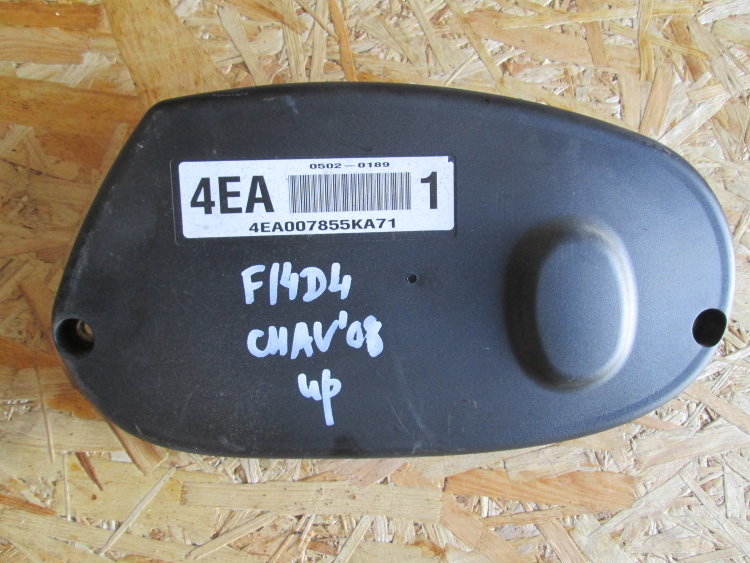 0502-0189
4EA 1
4EA007855KA71
F14D4
CHAV'08
up